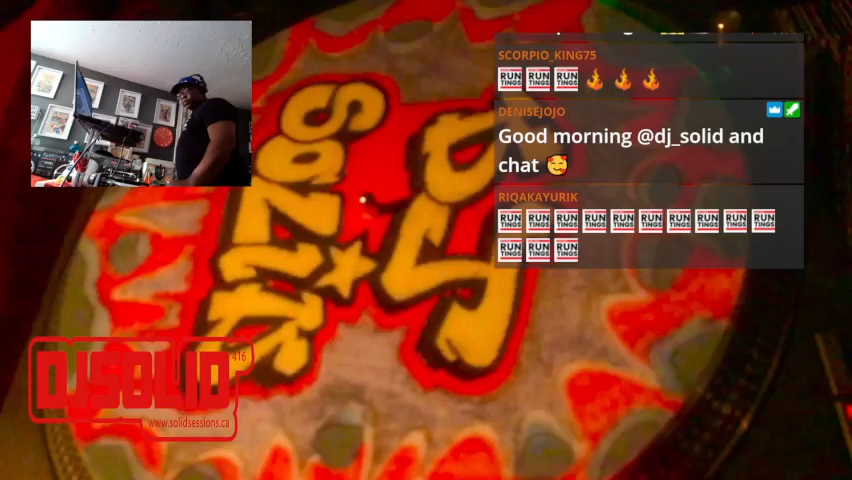 SCORPIO_KING75
RUN TINGS RUN TINGS RUN TINGS
DENISEJOJO
Good morning @dj_solid and
chat
RIQAKAYURIK
RUN TINGS RUN TINGS RUN TINGS RUN TINGS RUN TINGS RUN TINGS RUN TINGS RUN TINGS RUN TINGS RUN TINGS
RUN TINGS RUN TINGS RUN TINGS
DJSOLID 416
www.solidsessions.ca